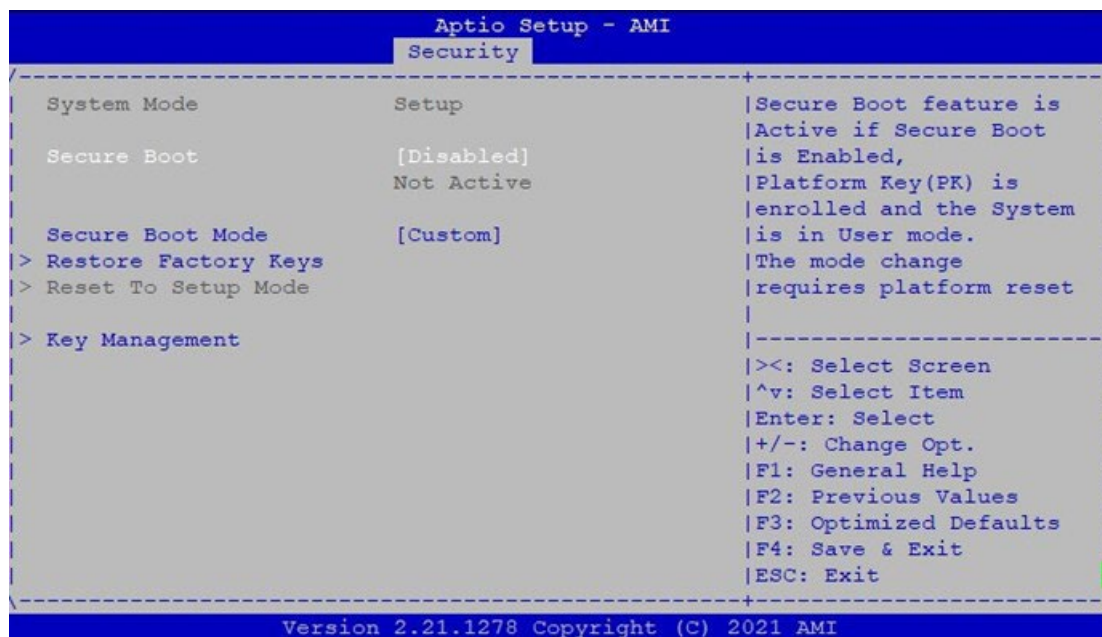 Aptio Setup - AMI
Security
System Mode Setup
Secure Boot [Disabled]
Not Active
Secure Boot Mode [Custom]
> Restore Factory Keys
> Reset To Setup Mode
> Key Management
Secure Boot feature is
Active if Secure Boot
is Enabled,
Platform Key(PK) is
enrolled and the System
is in User mode.
The mode change
requires platform reset
><: Select Screen
^v: Select Item
Enter: Select
+/-: Change Opt.
F1: General Help
F2: Previous Values
F3: Optimized Defaults
F4: Save & Exit
ESC: Exit
Version 2.21.1278 Copyright (C) 2021 AMI